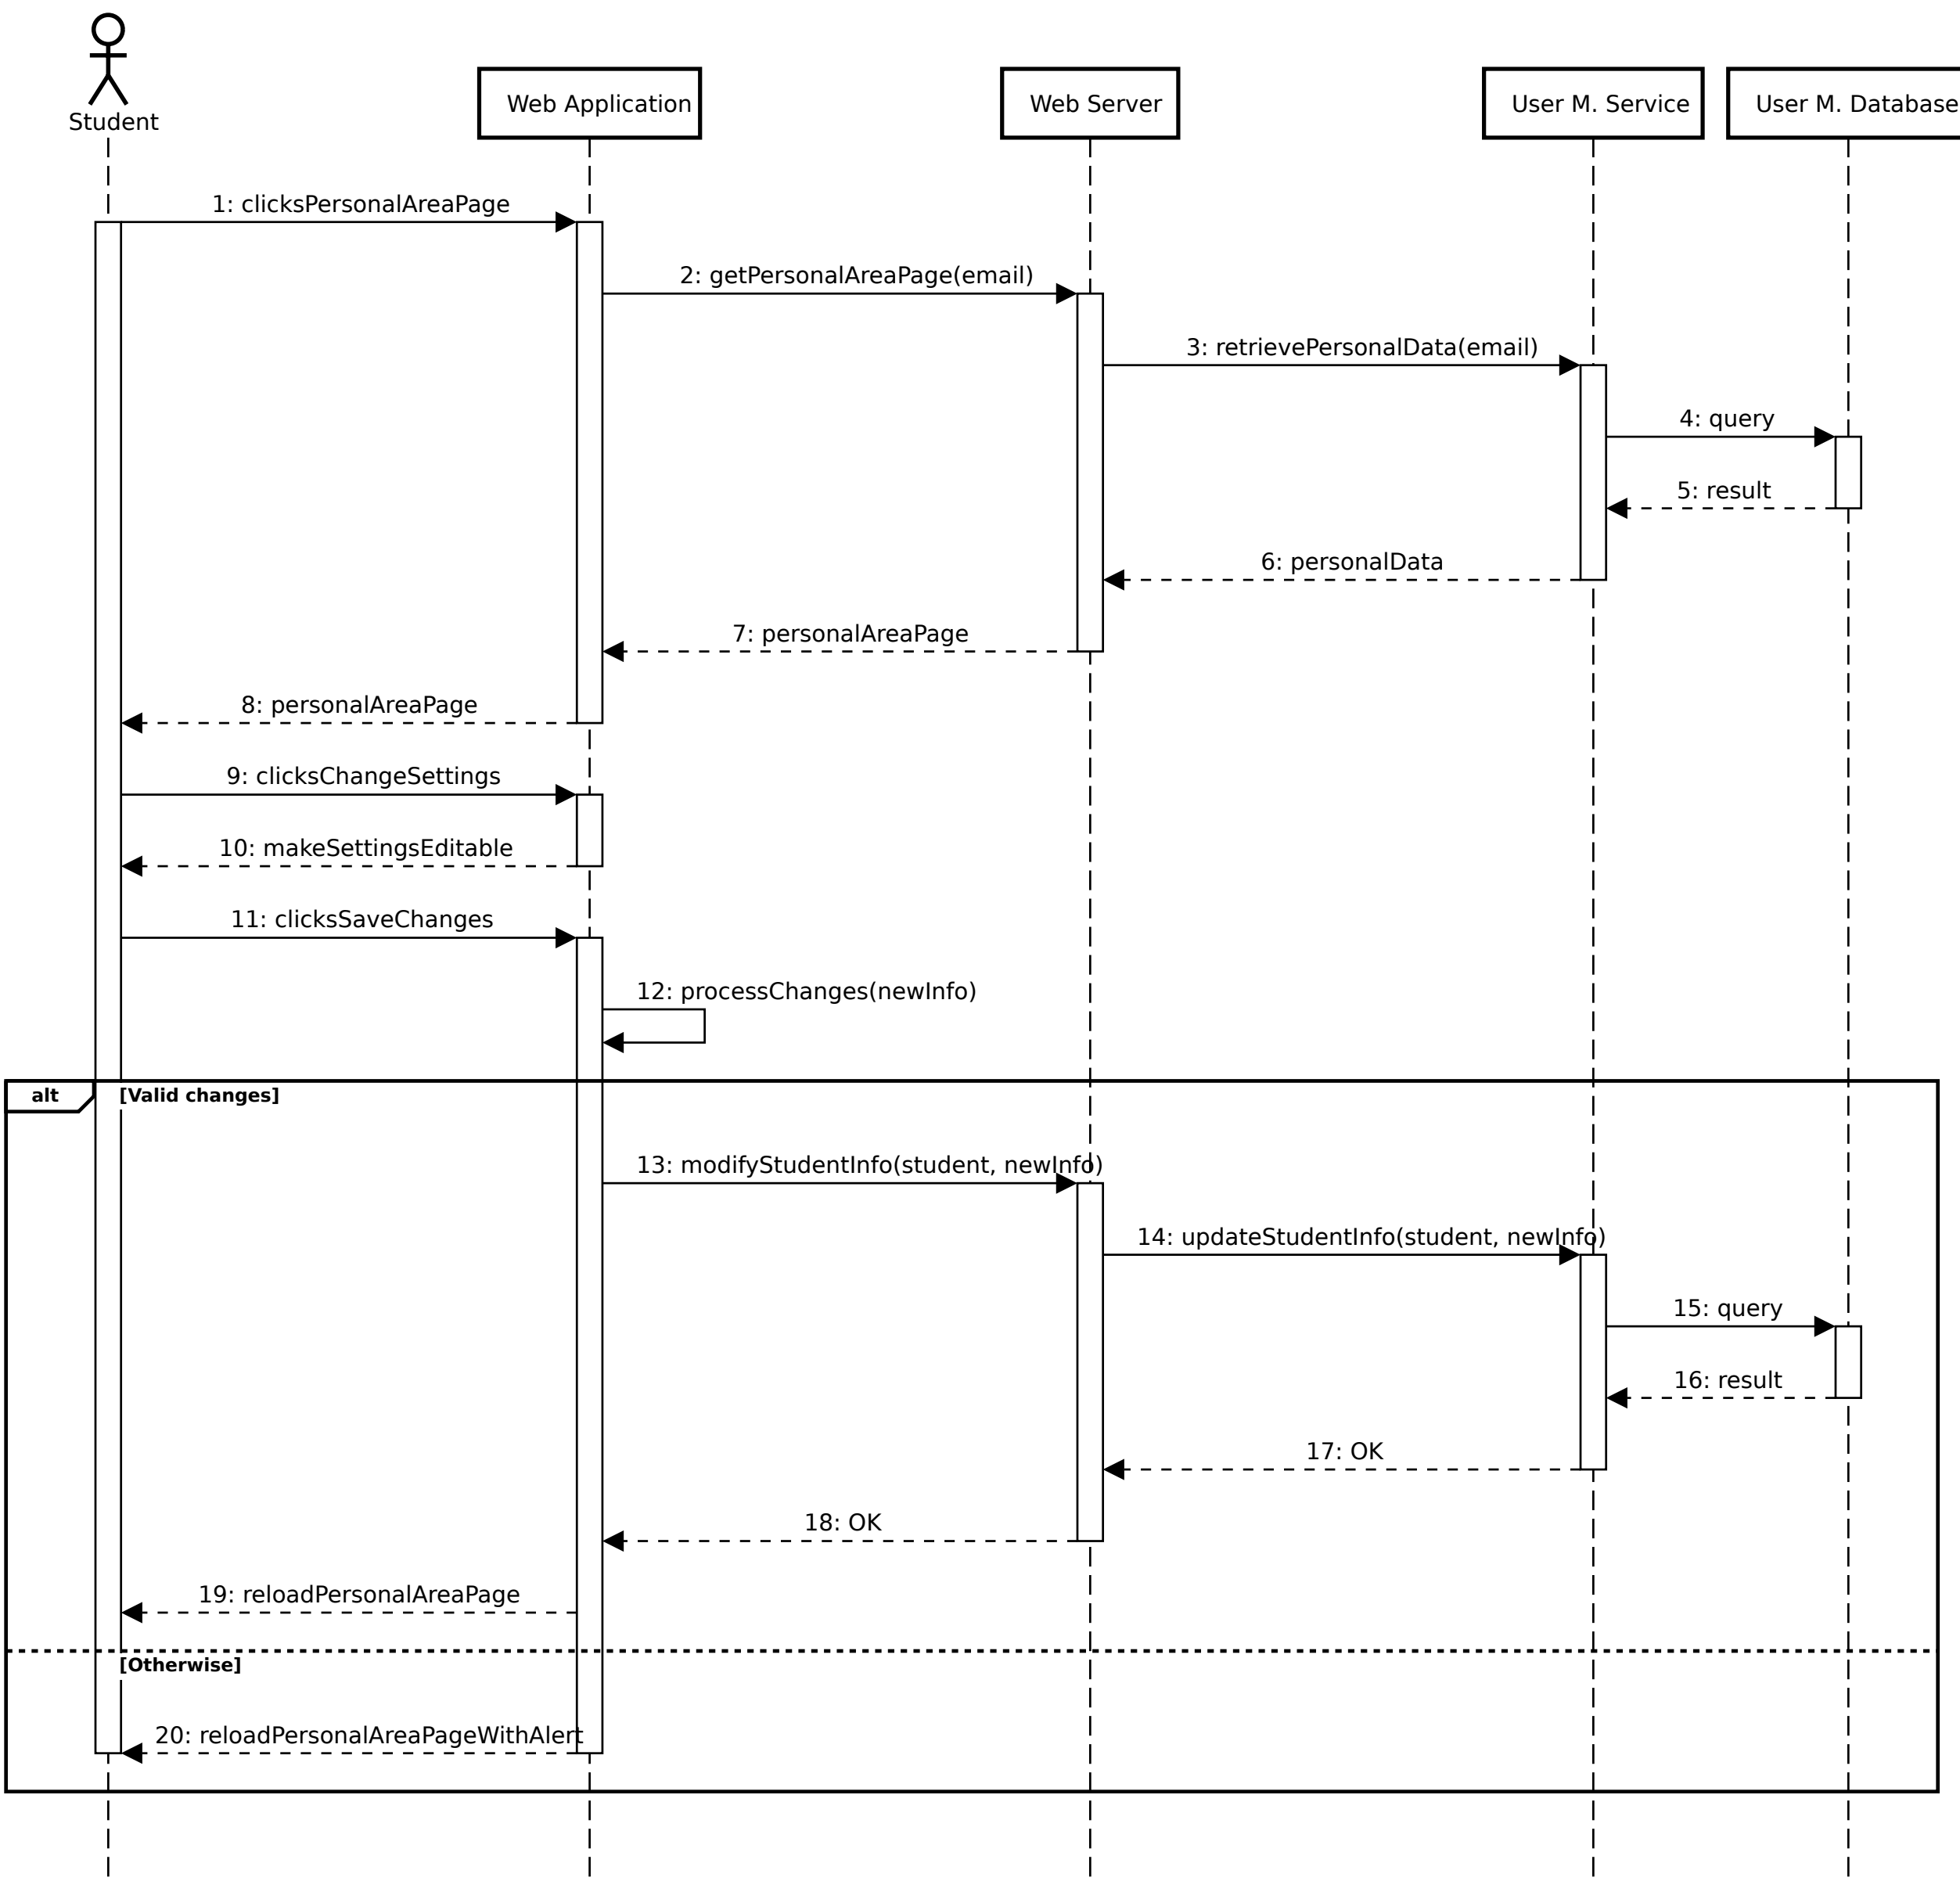 Student
Web Application
Web Server
User M. Service
User M. Database
1: clicksPersonalAreaPage
2: getPersonalAreaPage(email)
3: retrievePersonalData(email)
4: query
5: result
6: personalData
7: personalAreaPage
8: personalAreaPage
9: clicksChangeSettings
10: makeSettingsEditable
11: clicksSaveChanges
12: processChanges(newInfo)
alt
[Valid changes]
13: modifyStudentInfo(student, newInfo)
14: updateStudentInfo(student, newInfo)
15: query
16: result
17: OK
18: OK
19: reloadPersonalAreaPage
[Otherwise]
20: reloadPersonalAreaPageWithAlert